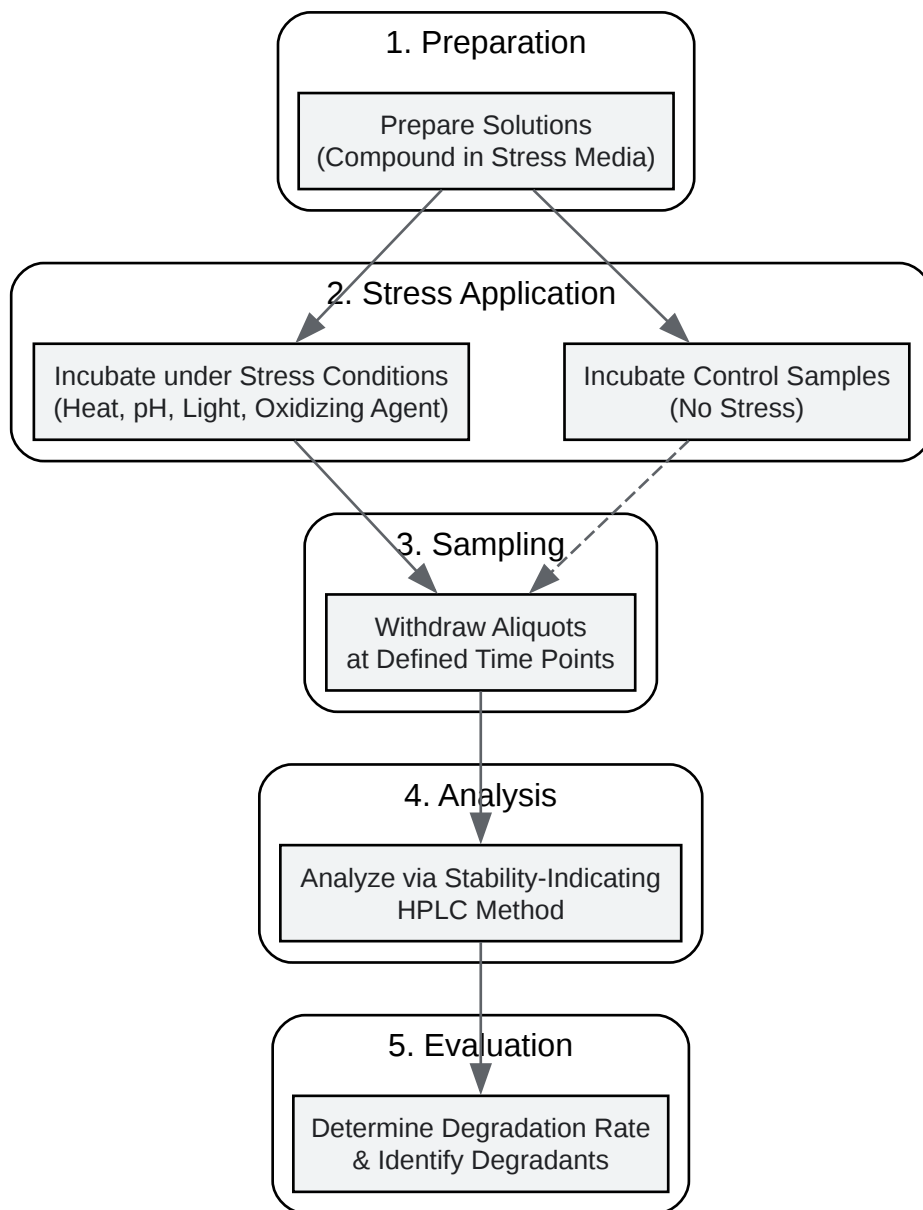 1. Preparation
Prepare Solutions
(Compound in Stress Media)
2. Stress Application
Incubate under Stress Conditions
(Heat, pH, Light, Oxidizing Agent)
Incubate Control Samples
(No Stress)
3. Sampling
Withdraw Aliquots
at Defined Time Points
4. Analysis
Analyze via Stability-Indicating
HPLC Method
5. Evaluation
Determine Degradation Rate
& Identify Degradants